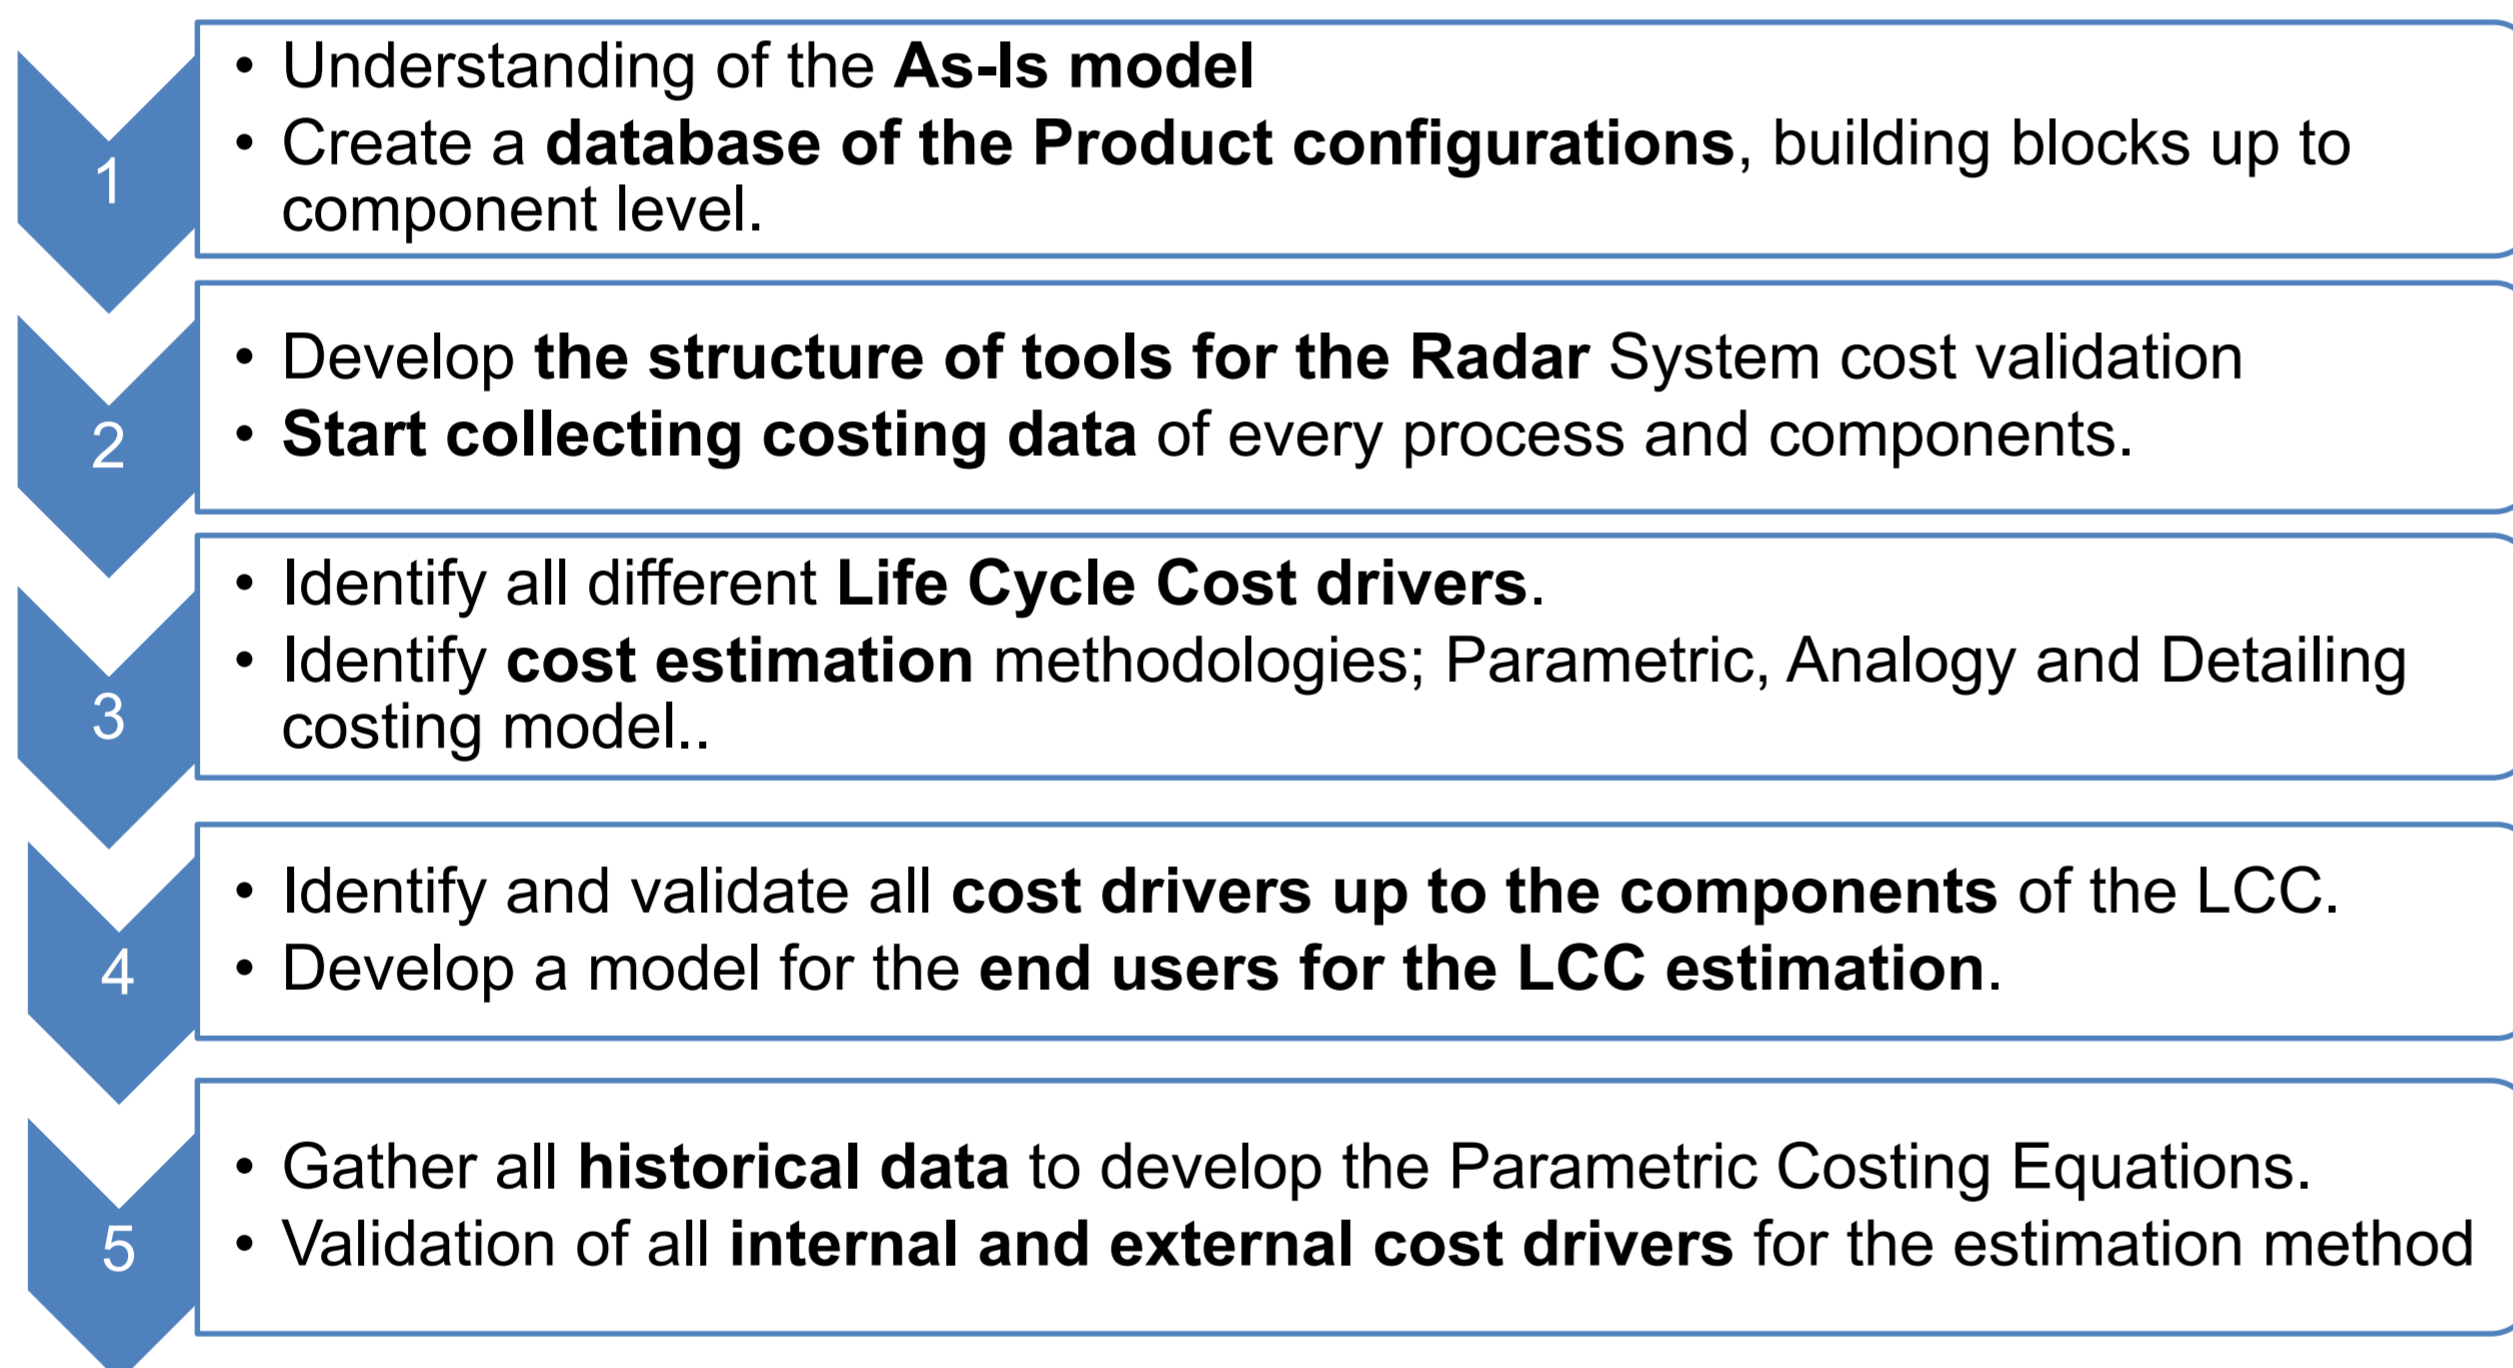 1
• Understanding of the As-Is model
• Create a database of the Product configurations, building blocks up to
component level.
2
• Develop the structure of tools for the Radar System cost validation
• Start collecting costing data of every process and components.
3
• Identify all different Life Cycle Cost drivers.
• Identify cost estimation methodologies; Parametric, Analogy and Detailing
costing model..
4
• Identify and validate all cost drivers up to the components of the LCC.
• Develop a model for the end users for the LCC estimation.
5
• Gather all historical data to develop the Parametric Costing Equations.
• Validation of all internal and external cost drivers for the estimation method